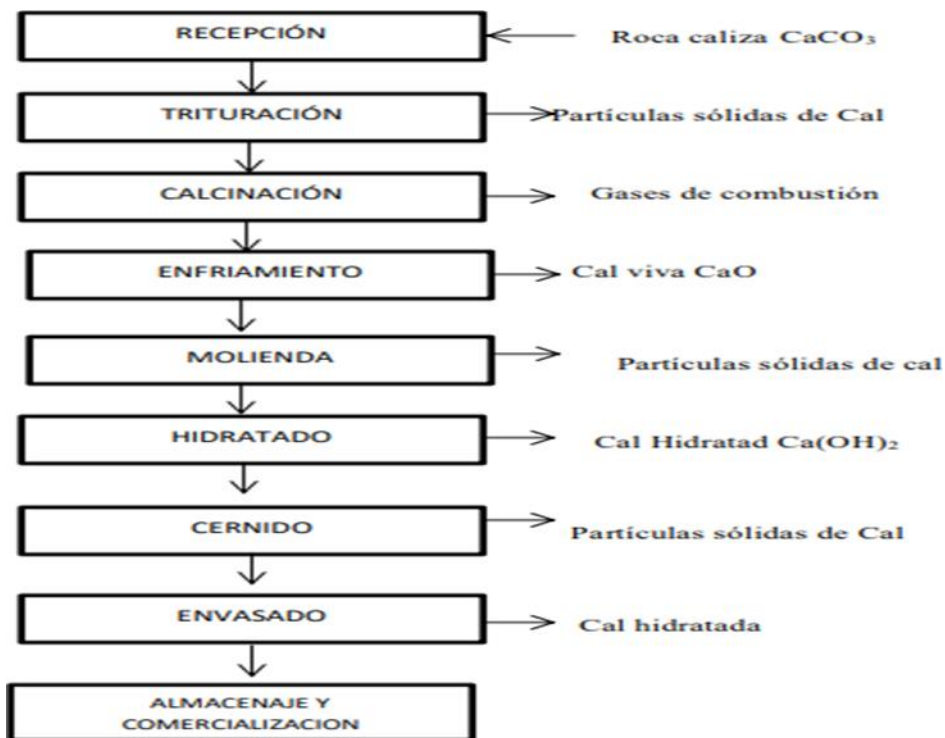 RECEPCIÓN
Roca caliza CaCO₃
TRITURACIÓN
Partículas sólidas de Cal
CALCINACIÓN
Gases de combustión
ENFRIAMIENTO
Cal viva CaO
MOLIENDA
Partículas sólidas de cal
HIDRATADO
Cal Hidratad Ca(OH)₂
CERNIDO
Partículas sólidas de Cal
ENVASADO
Cal hidratada
ALMACENAJE Y
COMERCIALIZACION